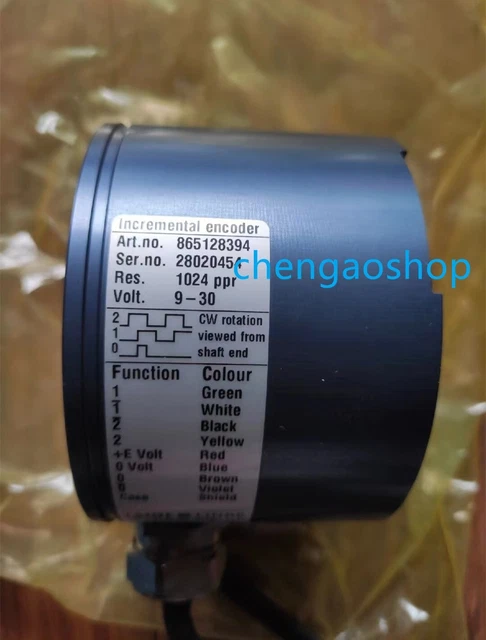 Incremental encoder
Art.no. 865128394
Ser.no. 28020454
Res. 1024 ppr
Volt. 9-30
2 CW rotation
1 viewed from
0 shaft end
Function Colour
1 Green
1̅ White
2̅ Black
2 Yellow
+E Volt Red
0 Volt Blue
0 Brown
0̅ Violet
Case Shield
chengaoshop